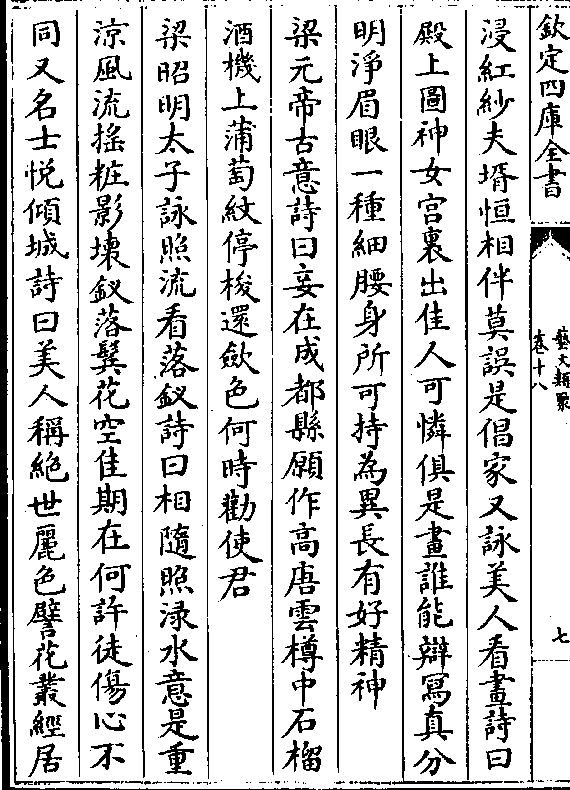 欽定四庫全書
藝文類聚
卷十八
七
浸紅紗夫壻恒相伴莫誤是倡家又詠美人看畫詩曰
殿上圖神女宫裏出佳人可憐俱是畫誰能辯寫真分
明淨眉眼一種細腰身所可持為異長有好精神
梁元帝古意詩曰妾在成都縣願作高唐雲樽中石榴
酒機上蒲萄紋停梭還斂色何時勸使君
梁昭明太子詠照流看落釵詩曰相隨照渌水意是重
涼風流摇粧影壞釵落鬂花空佳期在何許徒傷心不
同又名士悦傾城詩曰美人稱絶世麗色譬花叢經居